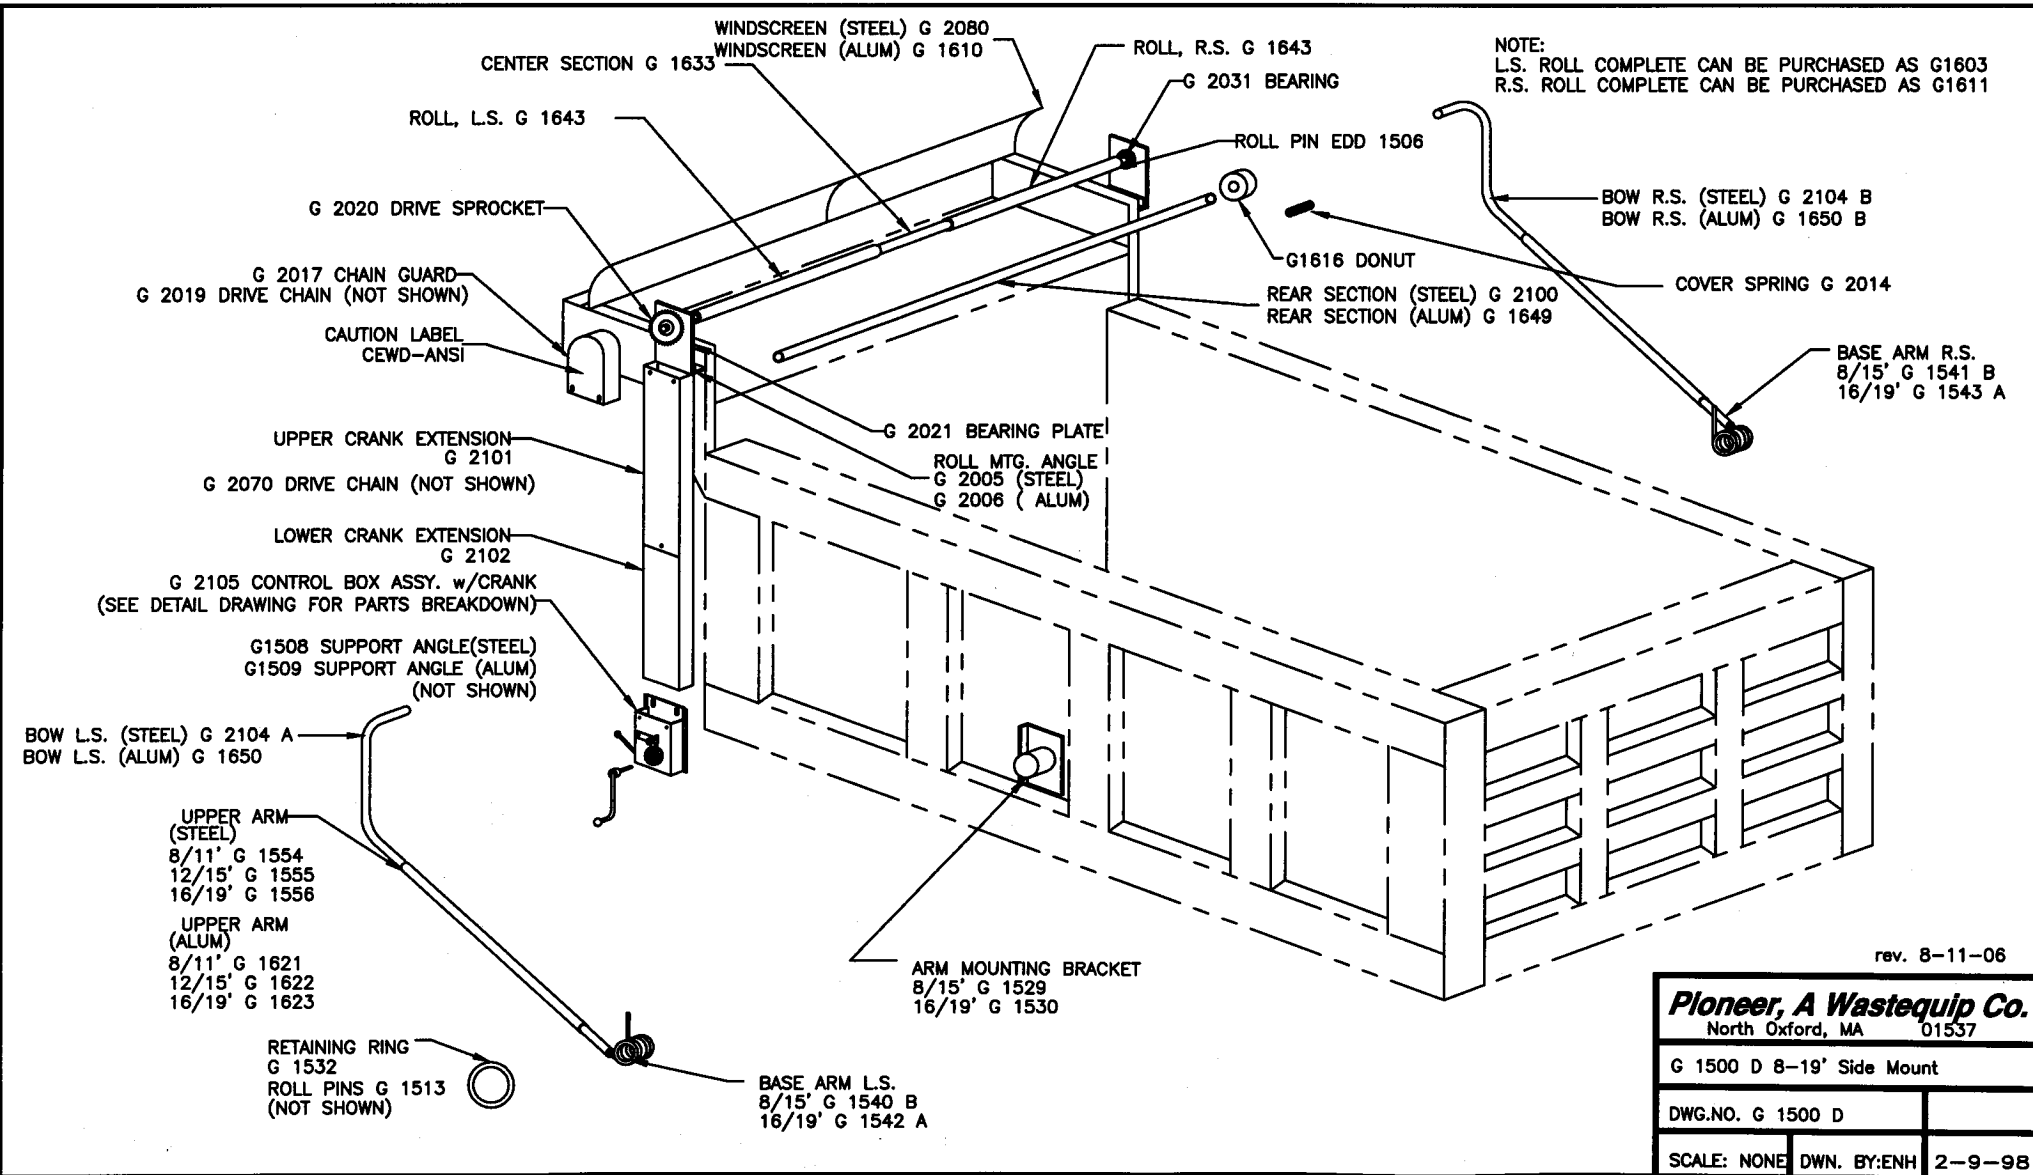 WINDSCREEN (STEEL) G 2080
WINDSCREEN (ALUM) G 1610
CENTER SECTION G 1633
ROLL, L.S. G 1643
ROLL, R.S. G 1643
G 2031 BEARING
ROLL PIN EDD 1506
NOTE:
L.S. ROLL COMPLETE CAN BE PURCHASED AS G1603
R.S. ROLL COMPLETE CAN BE PURCHASED AS G1611
G 2020 DRIVE SPROCKET
G 2017 CHAIN GUARD
G 2019 DRIVE CHAIN (NOT SHOWN)
CAUTION LABEL
CEWD-ANSI
BOW R.S. (STEEL) G 2104 B
BOW R.S. (ALUM) G 1650 B
G1616 DONUT
COVER SPRING G 2014
REAR SECTION (STEEL) G 2100
REAR SECTION (ALUM) G 1649
BASE ARM R.S.
8/15' G 1541 B
16/19' G 1543 A
UPPER CRANK EXTENSION
G 2101
G 2070 DRIVE CHAIN (NOT SHOWN)
G 2021 BEARING PLATE
ROLL MTG. ANGLE
G 2005 (STEEL)
G 2006 ( ALUM)
LOWER CRANK EXTENSION
G 2102
G 2105 CONTROL BOX ASSY. w/CRANK
(SEE DETAIL DRAWING FOR PARTS BREAKDOWN)
G1508 SUPPORT ANGLE(STEEL)
G1509 SUPPORT ANGLE (ALUM)
(NOT SHOWN)
BOW L.S. (STEEL) G 2104 A
BOW L.S. (ALUM) G 1650
UPPER ARM
(STEEL)
8/11' G 1554
12/15' G 1555
16/19' G 1556
UPPER ARM
(ALUM)
8/11' G 1621
12/15' G 1622
16/19' G 1623
ARM MOUNTING BRACKET
8/15' G 1529
16/19' G 1530
RETAINING RING
G 1532
ROLL PINS G 1513
(NOT SHOWN)
BASE ARM L.S.
8/15' G 1540 B
16/19' G 1542 A
rev. 8-11-06
Pioneer, A Wastequip Co.
North Oxford, MA 01537
G 1500 D 8-19' Side Mount
DWG.NO. G 1500 D
SCALE: NONE DWN. BY:ENH 2-9-98